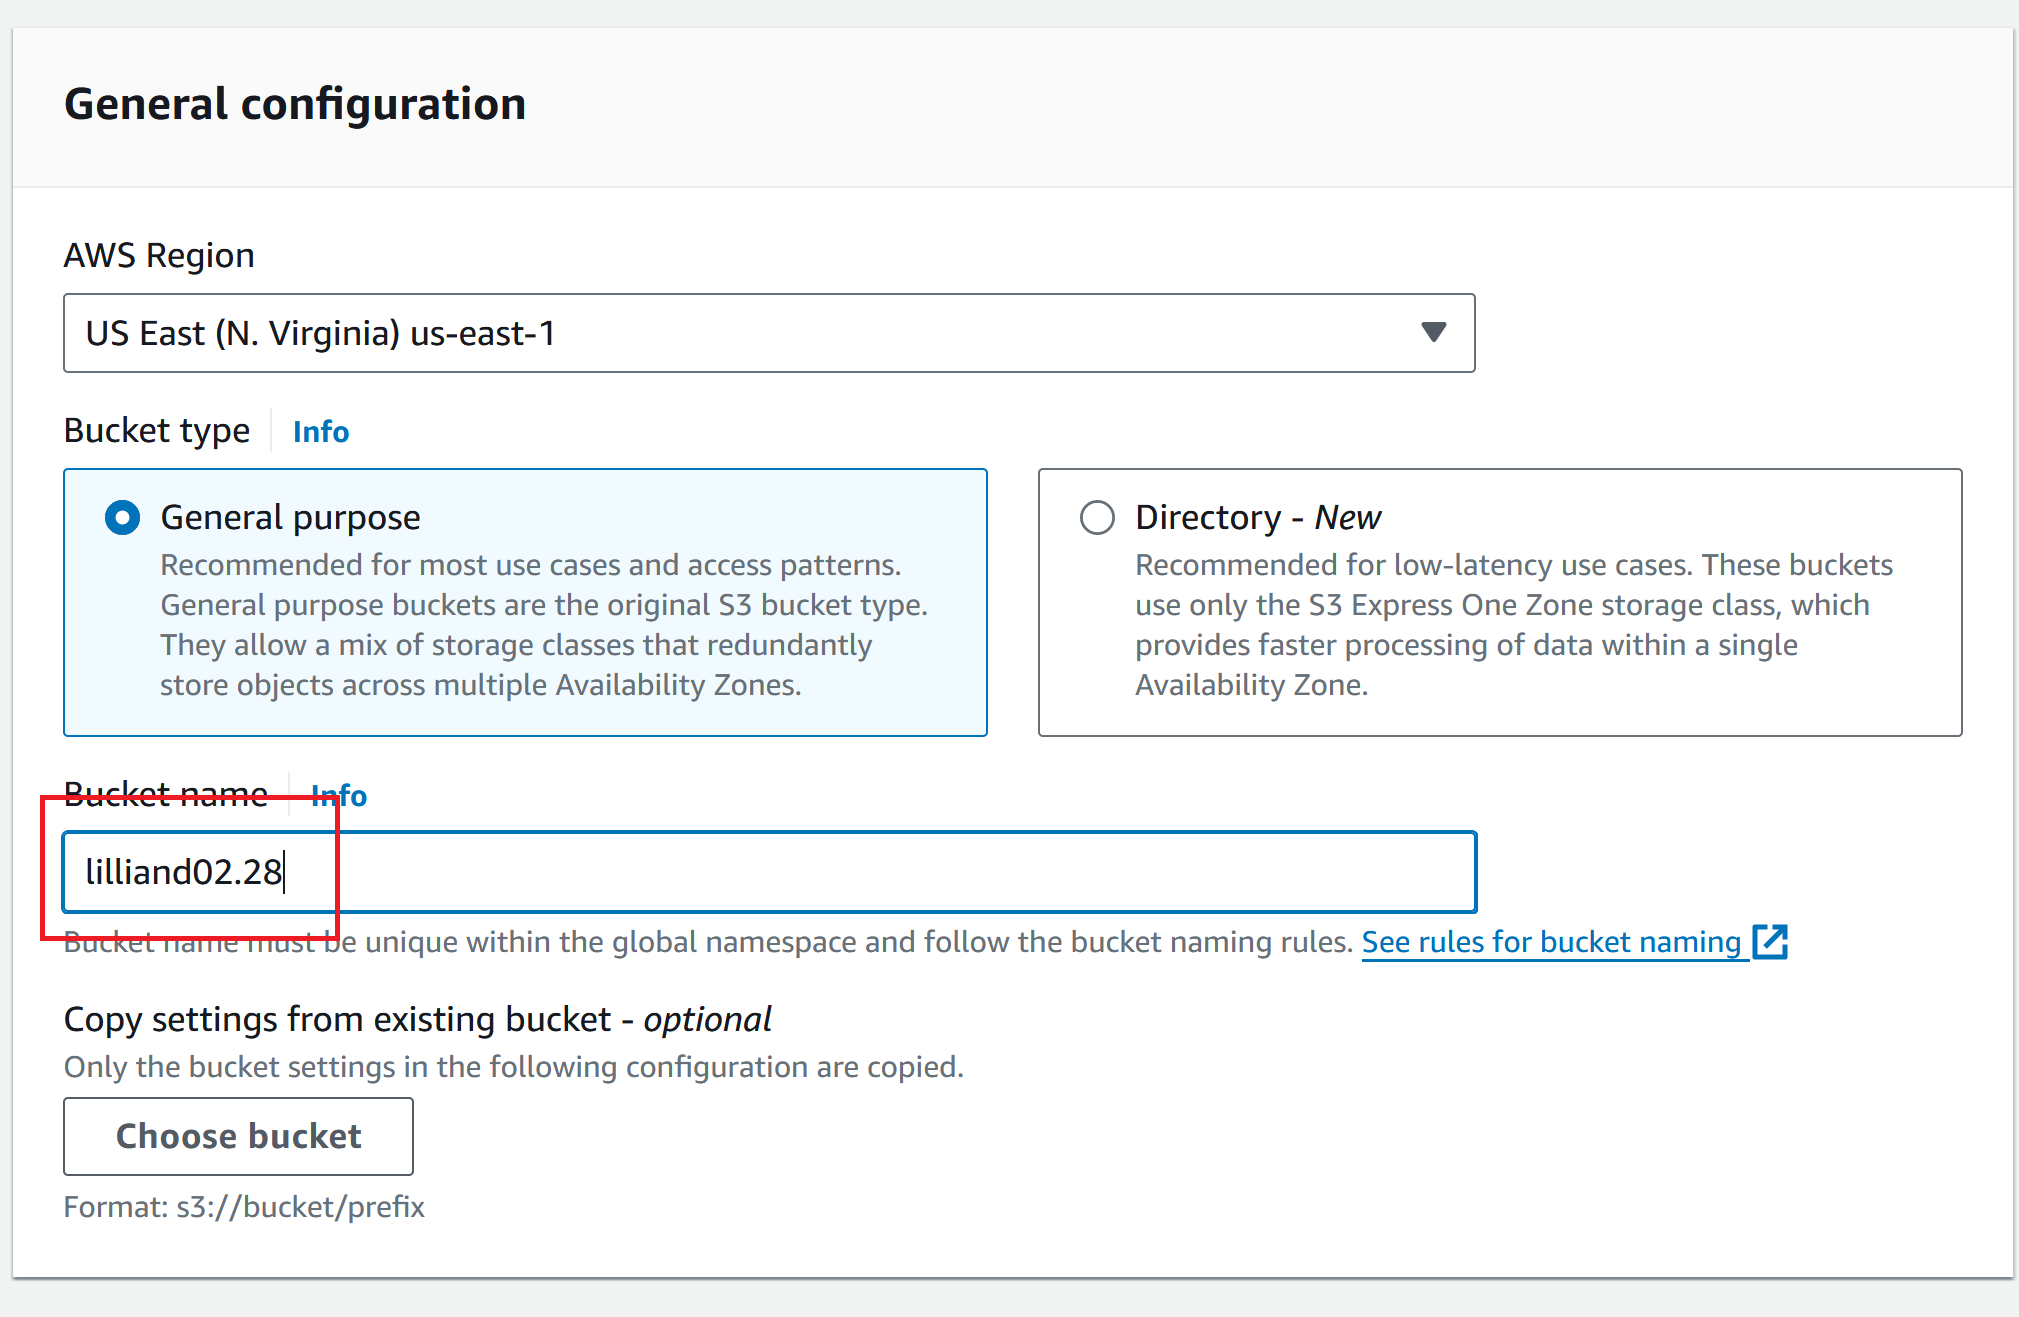 General configuration
AWS Region
US East (N. Virginia) us-east-1
Bucket type Info
General purpose
Recommended for most use cases and access patterns.
General purpose buckets are the original S3 bucket type.
They allow a mix of storage classes that redundantly
store objects across multiple Availability Zones.
Directory - New
Recommended for low-latency use cases. These buckets
use only the S3 Express One Zone storage class, which
provides faster processing of data within a single
Availability Zone.
Bucket name Info
lilliand02.28
Bucket name must be unique within the global namespace and follow the bucket naming rules. See rules for bucket naming
Copy settings from existing bucket - optional
Only the bucket settings in the following configuration are copied.
Choose bucket
Format: s3://bucket/prefix